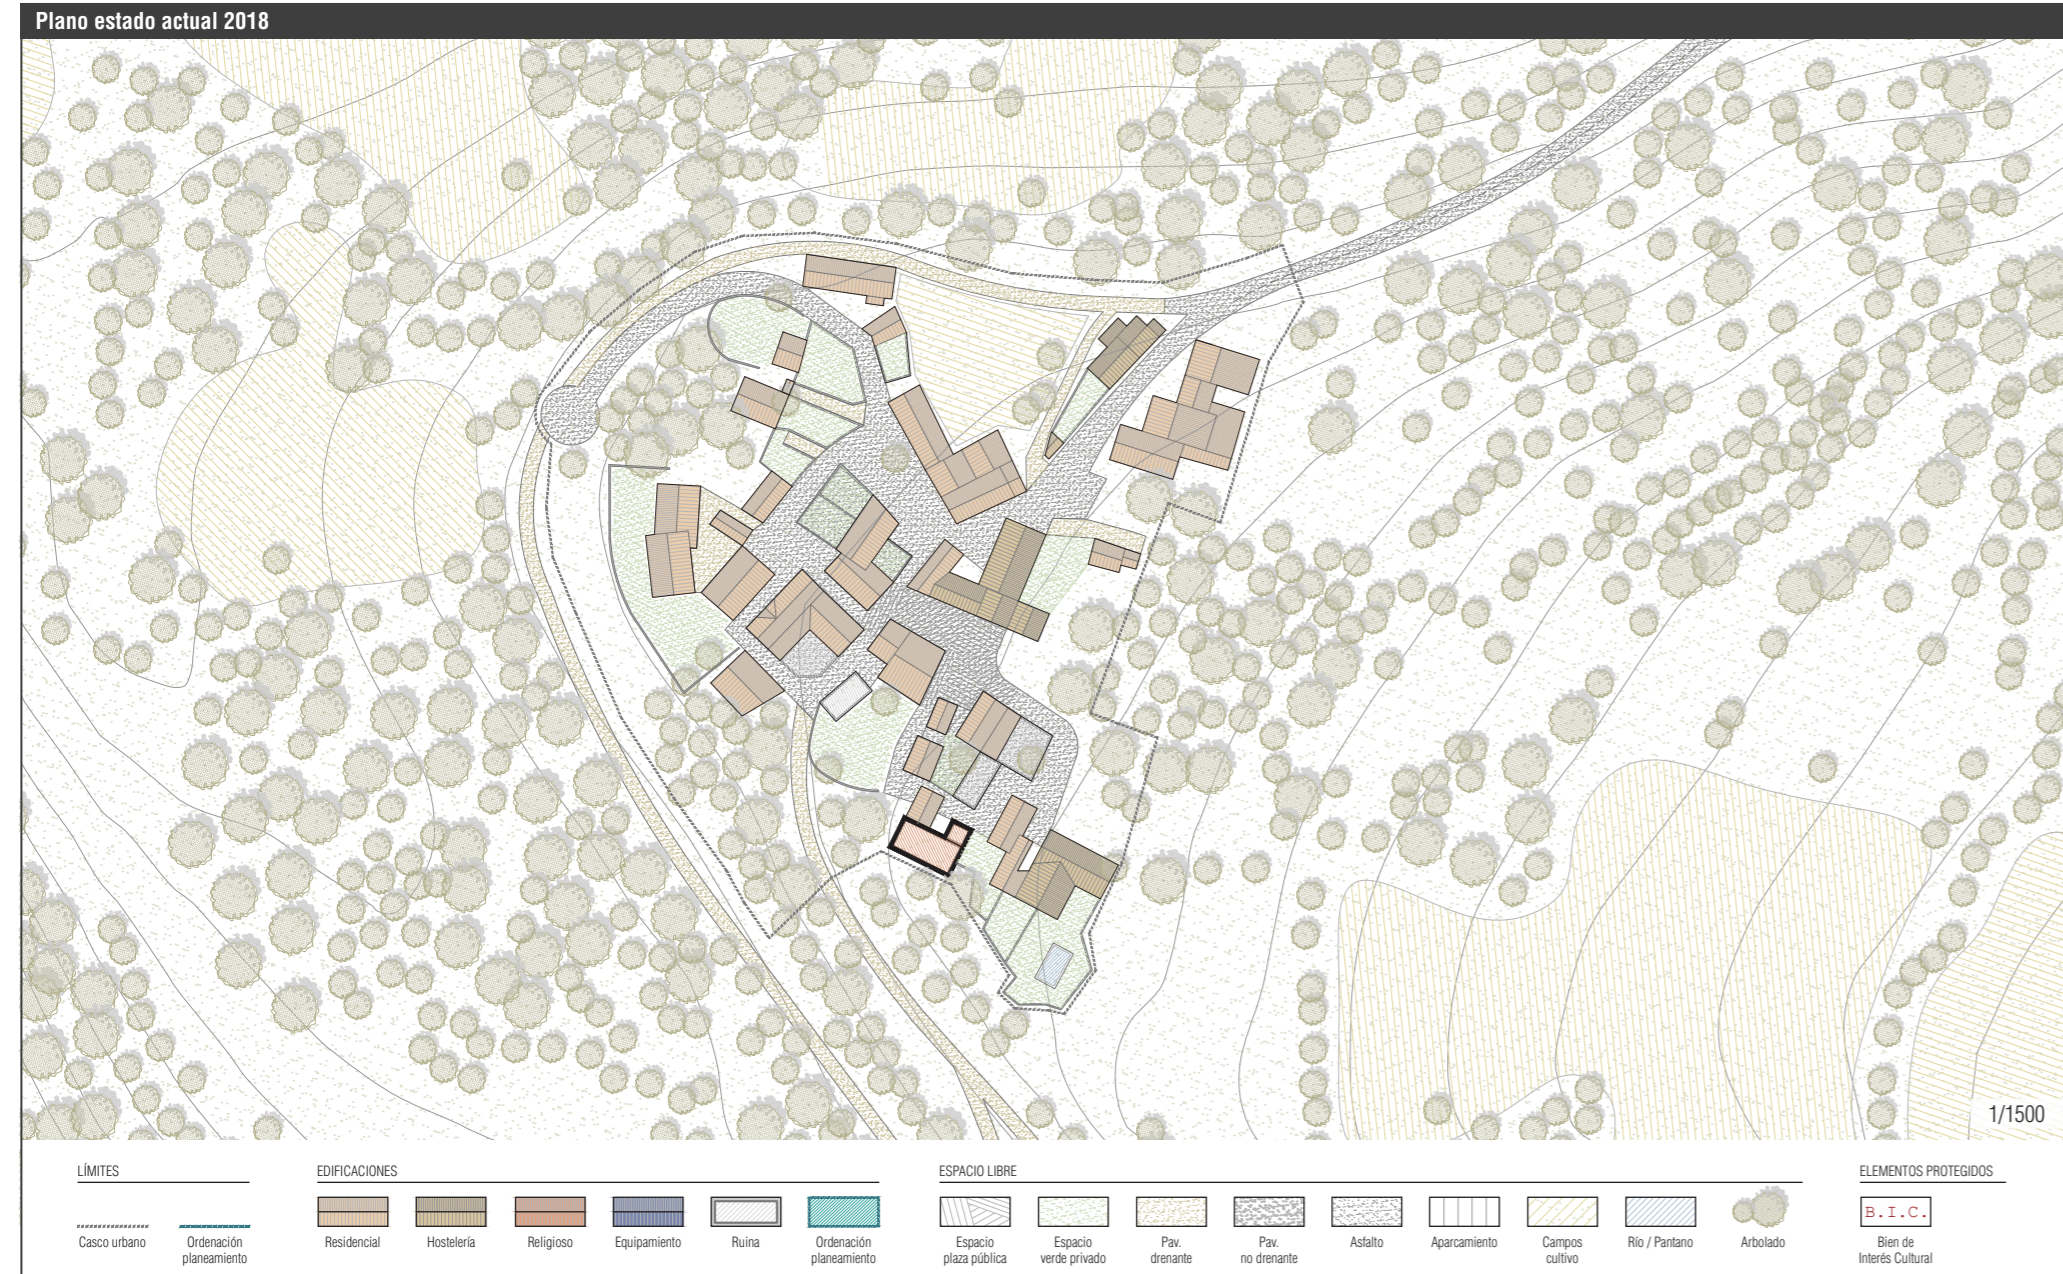 Plano estado actual 2018
1/1500
LÍMITES
Casco urbano
Ordenación
planeamiento
EDIFICACIONES
Residencial
Hostelería
Religioso
Equipamiento
Ruina
Ordenación
planeamiento
ESPACIO LIBRE
Espacio
plaza pública
Espacio
verde privado
Pav.
drenante
Pav.
no drenante
Asfalto
Aparcamiento
Campos
cultivo
Río / Pantano
Arbolado
ELEMENTOS PROTEGIDOS
B.I.C.
Bien de
Interés Cultural